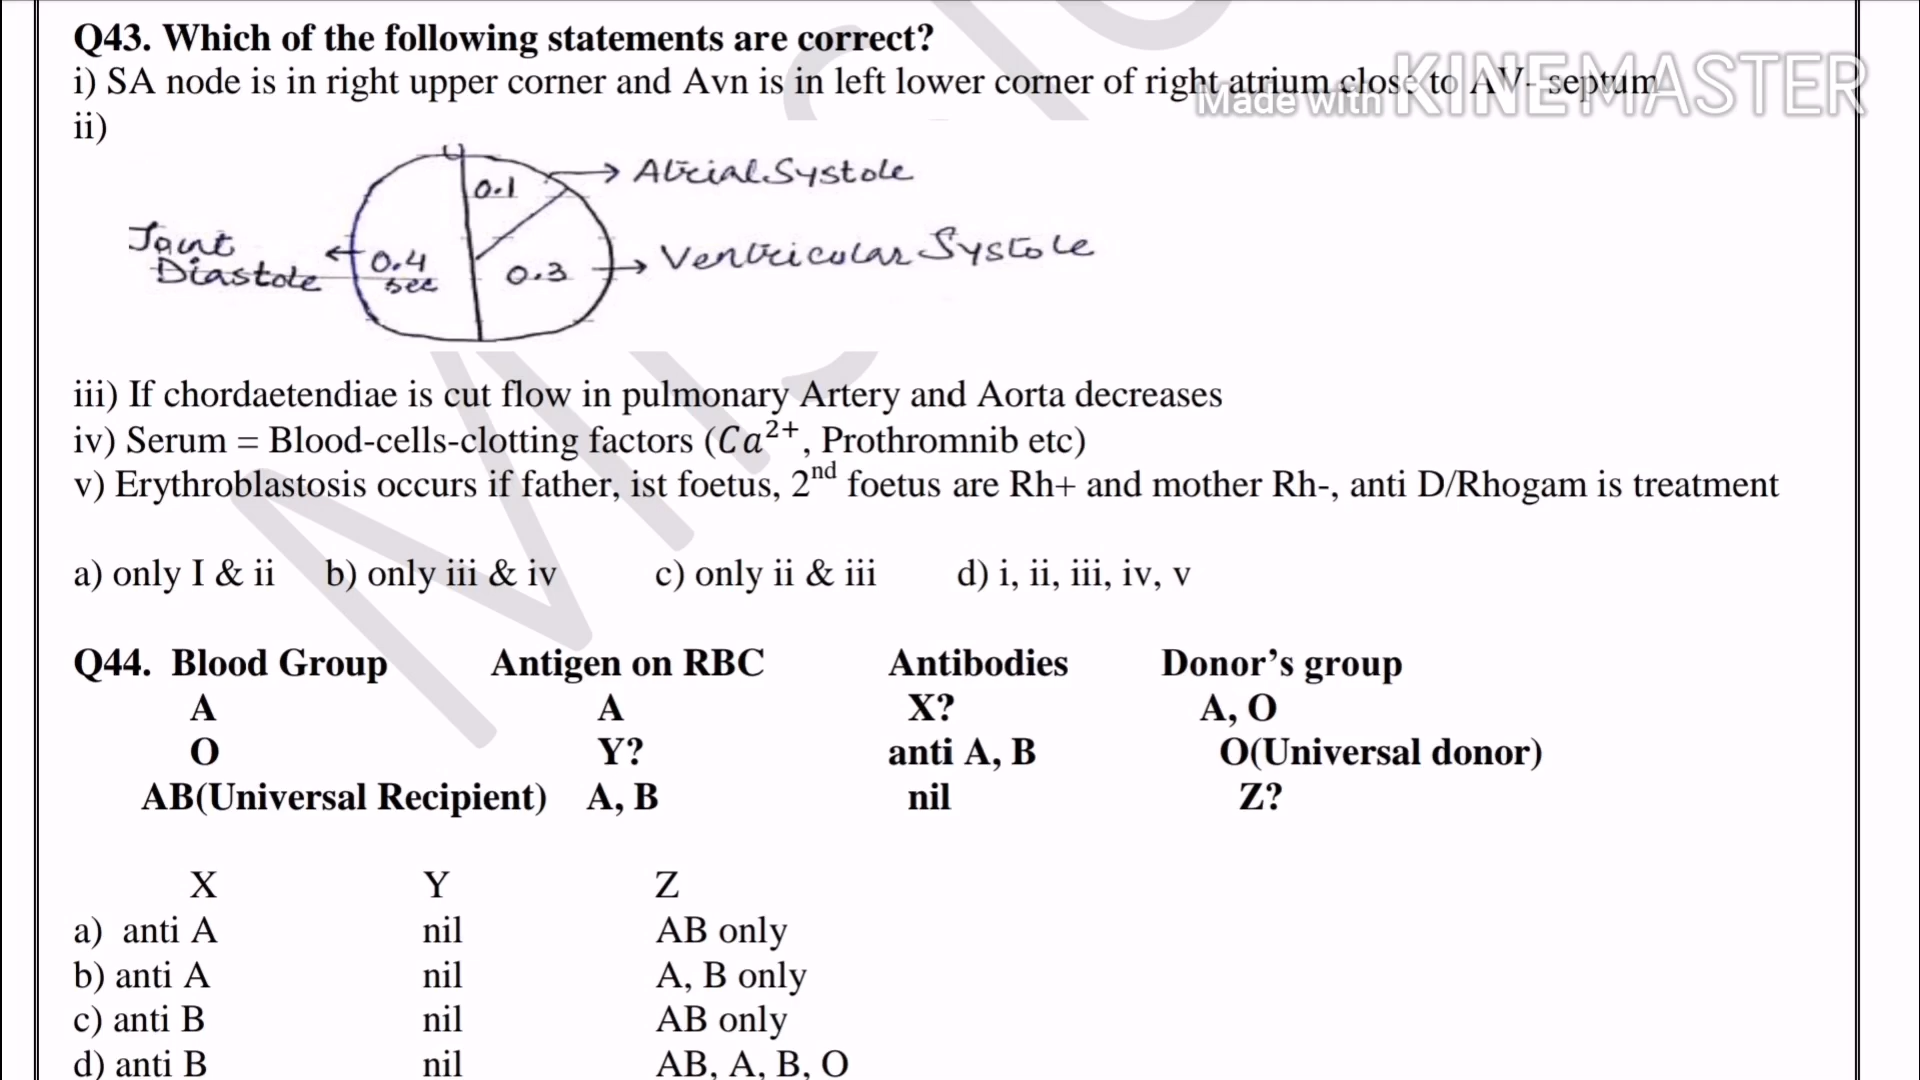 Q43. Which of the following statements are correct?
i) SA node is in right upper corner and Avn is in left lower corner of right atrium close to AV- septum
Made with KINEMASTER
ii)
0.1 → Atrial Systole
Joint Diastole ← 0.4 sec
0.3 → Ventricular Systole
iii) If chordaetendiae is cut flow in pulmonary Artery and Aorta decreases
iv) Serum = Blood-cells-clotting factors (Ca²⁺, Prothromnib etc)
v) Erythroblastosis occurs if father, ist foetus, 2nd foetus are Rh+ and mother Rh-, anti D/Rhogam is treatment
a) only I & ii b) only iii & iv c) only ii & iii d) i, ii, iii, iv, v
Q44. Blood Group Antigen on RBC Antibodies Donor’s group
A A X? A, O
O Y? anti A, B O(Universal donor)
AB(Universal Recipient) A, B nil Z?
X Y Z
a) anti A nil AB only
b) anti A nil A, B only
c) anti B nil AB only
d) anti B nil AB, A, B, O